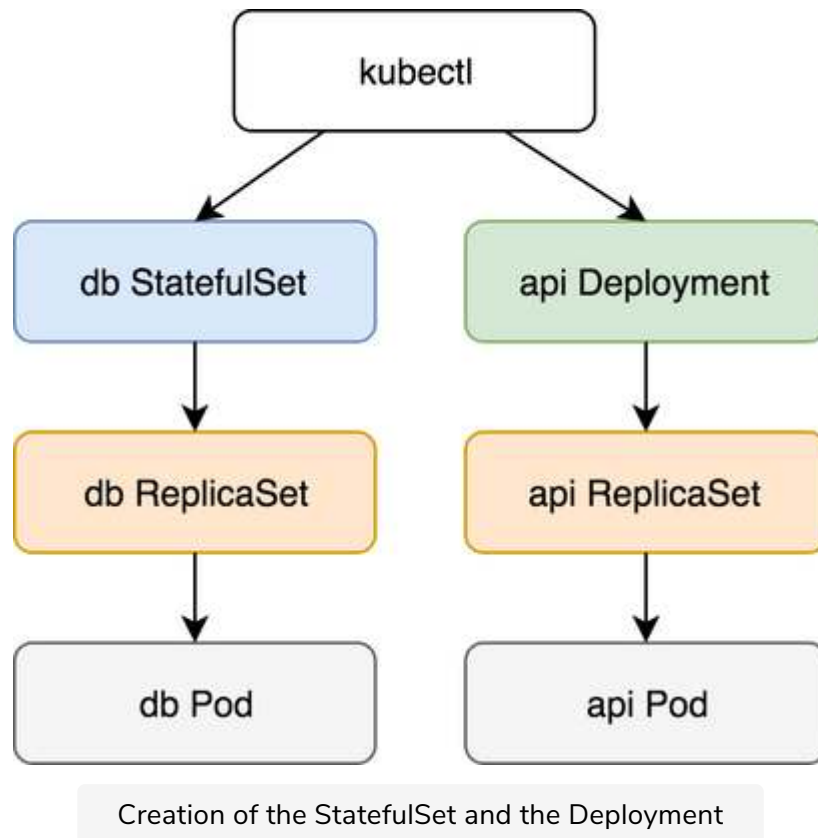 kubectl
db StatefulSet
api Deployment
db ReplicaSet
api ReplicaSet
db Pod
api Pod
Creation of the StatefulSet and the Deployment